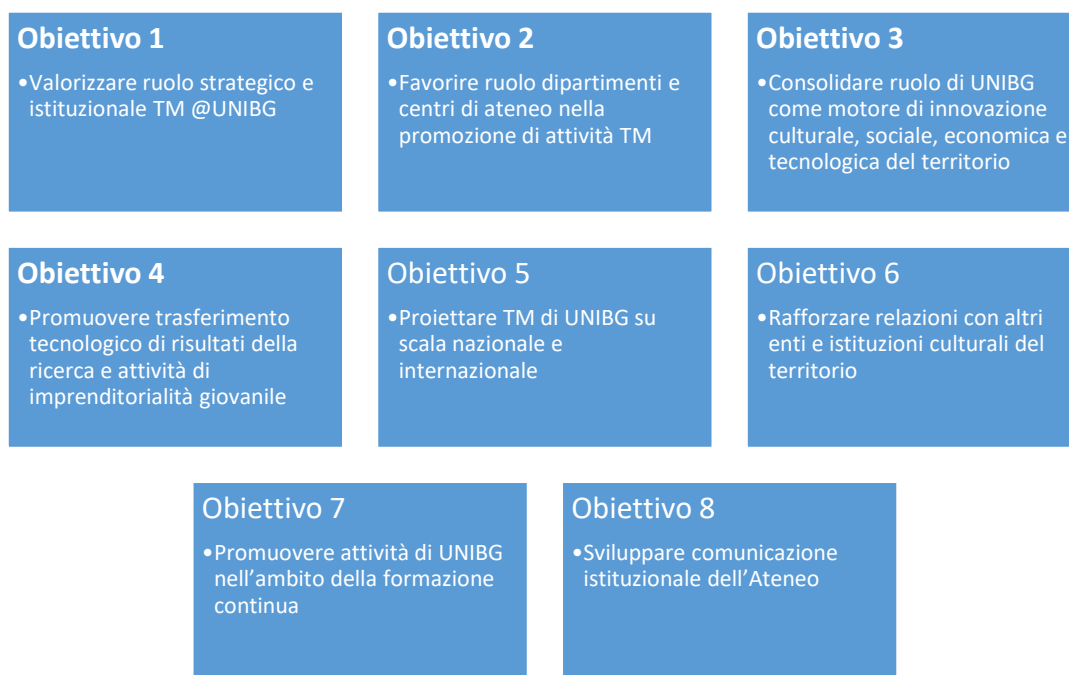 Obiettivo 1
•Valorizzare ruolo strategico e
istituzionale TM @UNIBG
Obiettivo 2
•Favorire ruolo dipartimenti e
centri di ateneo nella
promozione di attività TM
Obiettivo 3
•Consolidare ruolo di UNIBG
come motore di innovazione
culturale, sociale, economica e
tecnologica del territorio
Obiettivo 4
•Promuovere trasferimento
tecnologico di risultati della
ricerca e attività di
imprenditorialità giovanile
Obiettivo 5
•Proiettare TM di UNIBG su
scala nazionale e
internazionale
Obiettivo 6
•Rafforzare relazioni con altri
enti e istituzioni culturali del
territorio
Obiettivo 7
•Promuovere attività di UNIBG
nell’ambito della formazione
continua
Obiettivo 8
•Sviluppare comunicazione
istituzionale dell’Ateneo